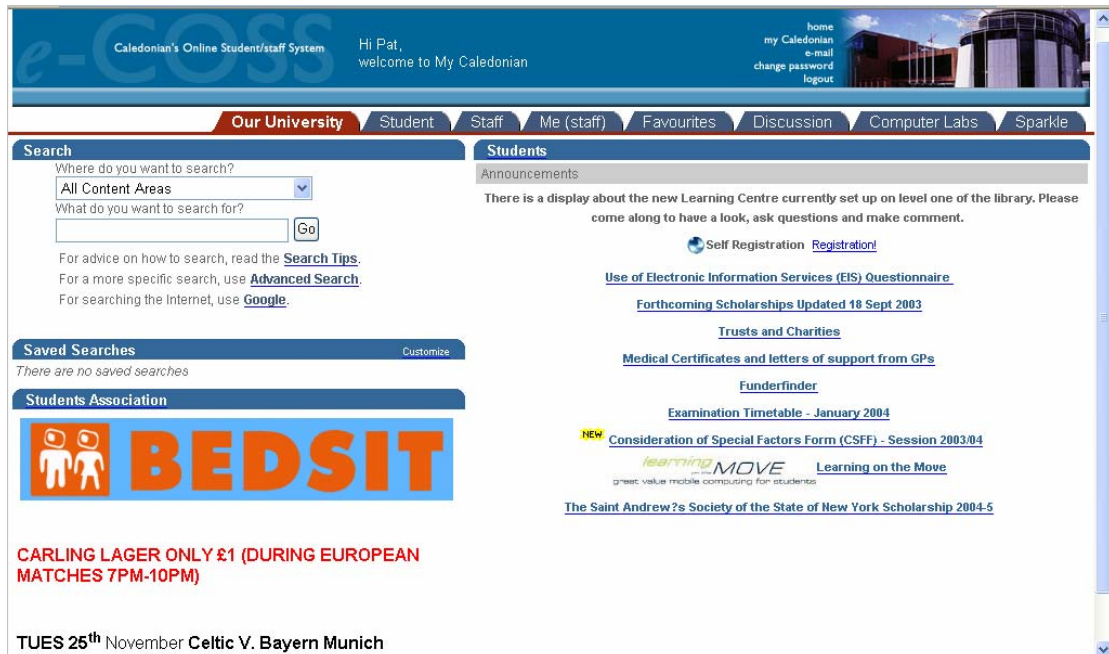 e-COSS
Caledonian's Online Student/staff System
Hi Pat,
welcome to My Caledonian
home
my Caledonian
e-mail
change password
logout
Our University
Student
Staff
Me (staff)
Favourites
Discussion
Computer Labs
Sparkle
Search
Where do you want to search?
All Content Areas
What do you want to search for?
Go
For advice on how to search, read the Search Tips.
For a more specific search, use Advanced Search.
For searching the Internet, use Google.
Saved Searches
Customize
There are no saved searches
Students Association
BEDSIT
CARLING LAGER ONLY £1 (DURING EUROPEAN
MATCHES 7PM-10PM)
TUES 25th November Celtic V. Bayern Munich
Students
Announcements
There is a display about the new Learning Centre currently set up on level one of the library. Please
come along to have a look, ask questions and make comment.
Self Registration Registration!
Use of Electronic Information Services (EIS) Questionnaire
Forthcoming Scholarships Updated 18 Sept 2003
Trusts and Charities
Medical Certificates and letters of support from GPs
Funderfinder
Examination Timetable - January 2004
NEW Consideration of Special Factors Form (CSFF) - Session 2003/04
learning on the MOVE Learning on the Move
great value mobile computing for students
The Saint Andrew?s Society of the State of New York Scholarship 2004-5